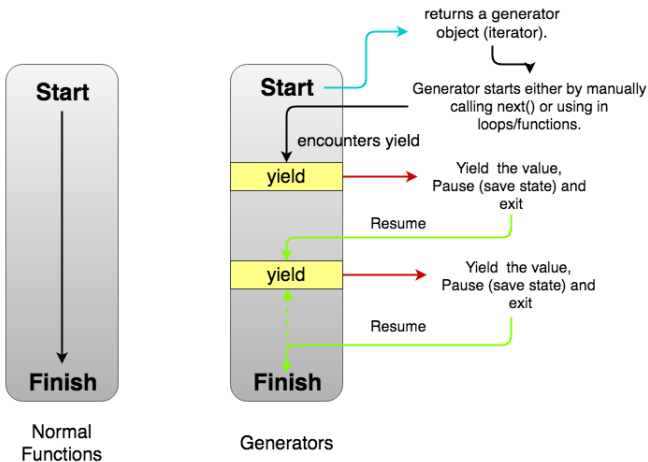 Start
Finish
Normal
Functions
returns a generator
object (iterator).
Start
Generator starts either by manually
calling next() or using in
loops/functions.
encounters yield
yield
Yield the value,
Pause (save state) and
exit
Resume
yield
Yield the value,
Pause (save state) and
exit
Resume
Finish
Generators